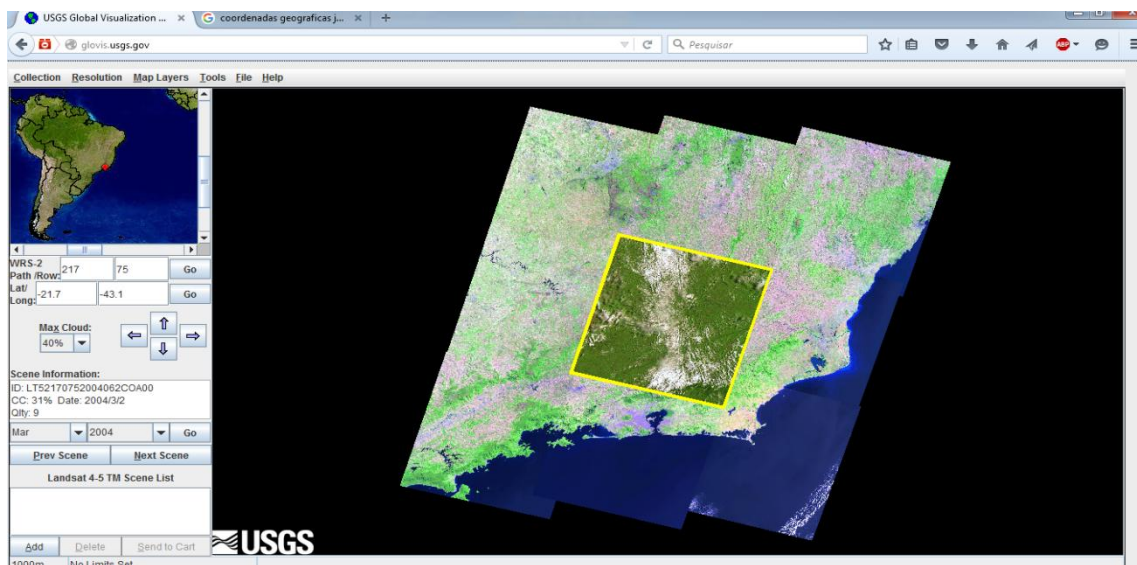 USGS Global Visualization ... × coordenadas geograficas j... × +
glovis.usgs.gov Pesquisar ABP
Collection Resolution Map Layers Tools File Help
WRS-2
Path /Row: 217 75 Go
Lat/
Long: -21.7 -43.1 Go
Max Cloud:
40%
Scene Information:
ID: LT52170752004062COA00
CC: 31% Date: 2004/3/2
Qlty: 9
Mar 2004 Go
Prev Scene Next Scene
Landsat 4-5 TM Scene List
Add Delete Send to Cart
USGS
1000m No Limits Set